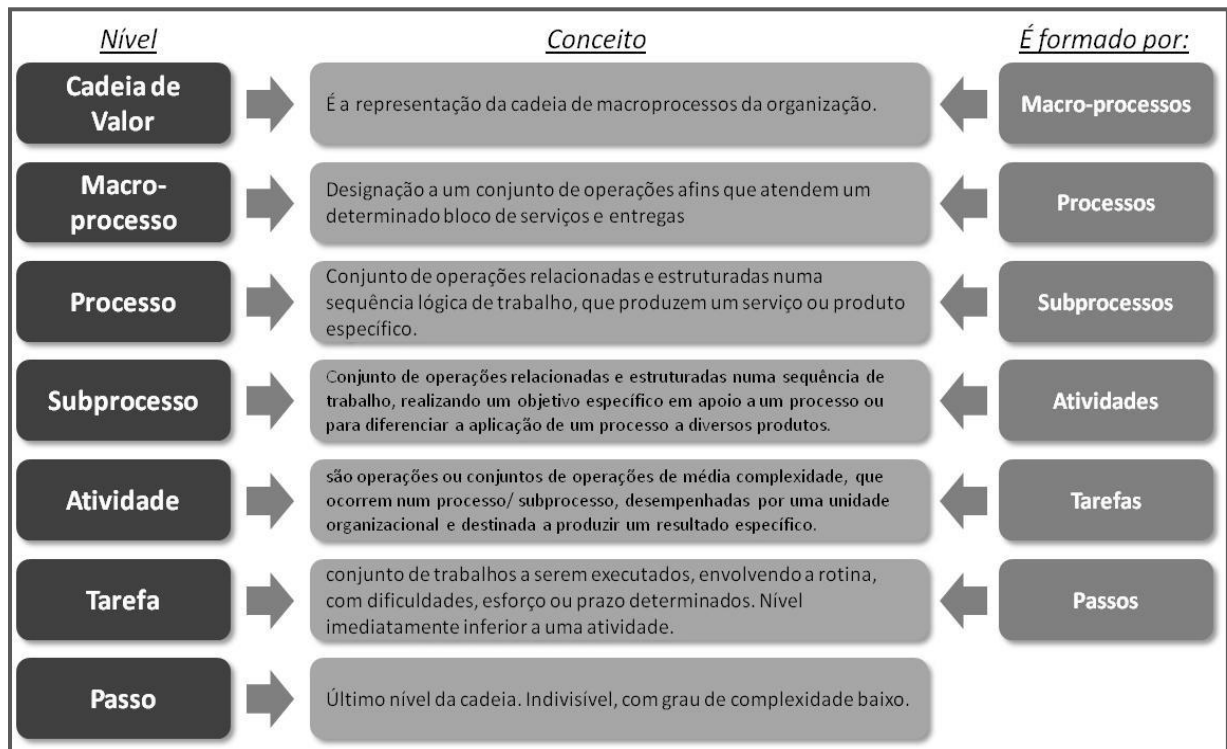 Nível
Conceito
É formado por:
Cadeia de
Valor
É a representação da cadeia de macroprocessos da organização.
Macro-processos
Macro-
processo
Designação a um conjunto de operações afins que atendem um
determinado bloco de serviços e entregas
Processos
Processo
Conjunto de operações relacionadas e estruturadas numa
sequência lógica de trabalho, que produzem um serviço ou produto
específico.
Subprocessos
Subprocesso
Conjunto de operações relacionadas e estruturadas numa sequência de
trabalho, realizando um objetivo específico em apoio a um processo ou
para diferenciar a aplicação de um processo a diversos produtos.
Atividades
Atividade
são operações ou conjuntos de operações de média complexidade, que
ocorrem num processo/ subprocesso, desempenhadas por uma unidade
organizacional e destinada a produzir um resultado específico.
Tarefas
Tarefa
conjunto de trabalhos a serem executados, envolvendo a rotina,
com dificuldades, esforço ou prazo determinados. Nível
imediatamente inferior a uma atividade.
Passos
Passo
Último nível da cadeia. Indivisível, com grau de complexidade baixo.